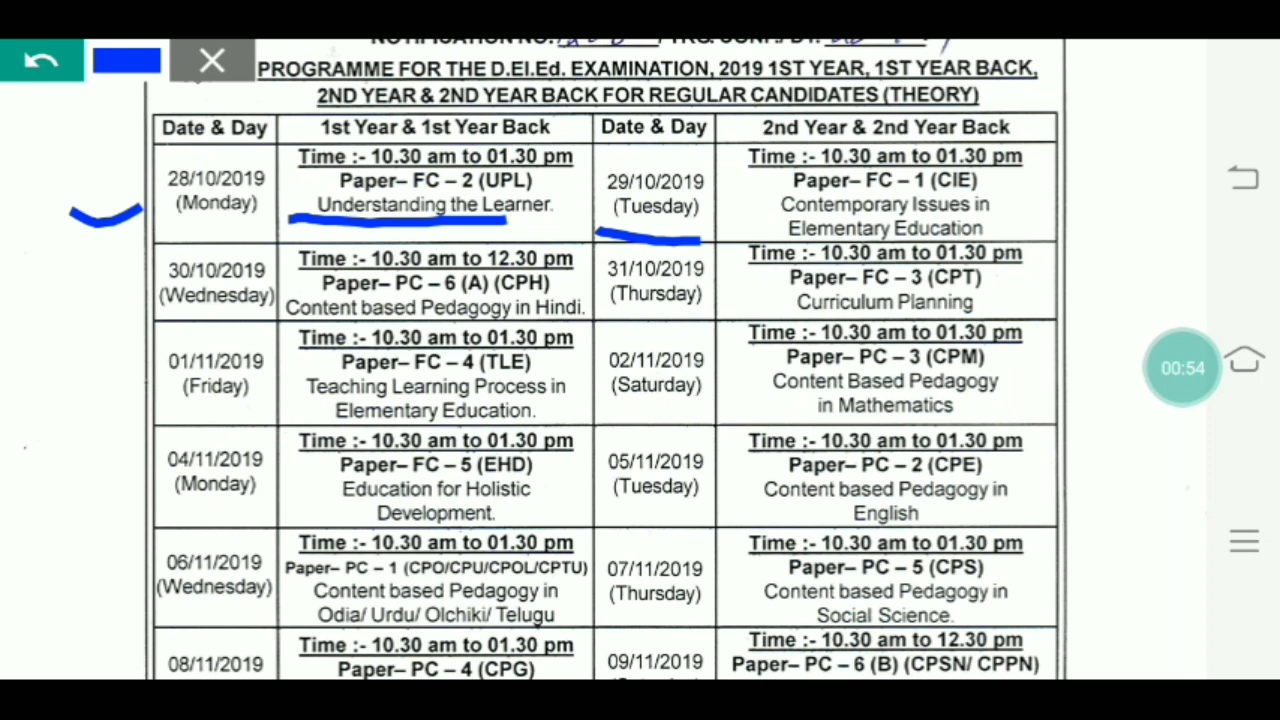 NOTIFICATION NO.
PROGRAMME FOR THE D.El.Ed. EXAMINATION, 2019 1ST YEAR, 1ST YEAR BACK,
2ND YEAR & 2ND YEAR BACK FOR REGULAR CANDIDATES (THEORY)
Date & Day 1st Year & 1st Year Back Date & Day 2nd Year & 2nd Year Back
28/10/2019
(Monday)
Time :- 10.30 am to 01.30 pm
Paper– FC – 2 (UPL)
Understanding the Learner.
29/10/2019
(Tuesday)
Time :- 10.30 am to 01.30 pm
Paper– FC – 1 (CIE)
Contemporary Issues in
Elementary Education
30/10/2019
(Wednesday)
Time :- 10.30 am to 12.30 pm
Paper– PC – 6 (A) (CPH)
Content based Pedagogy in Hindi.
31/10/2019
(Thursday)
Time :- 10.30 am to 01.30 pm
Paper– FC – 3 (CPT)
Curriculum Planning
01/11/2019
(Friday)
Time :- 10.30 am to 01.30 pm
Paper– FC – 4 (TLE)
Teaching Learning Process in
Elementary Education.
02/11/2019
(Saturday)
Time :- 10.30 am to 01.30 pm
Paper– PC – 3 (CPM)
Content Based Pedagogy
in Mathematics
04/11/2019
(Monday)
Time :- 10.30 am to 01.30 pm
Paper– FC – 5 (EHD)
Education for Holistic
Development.
05/11/2019
(Tuesday)
Time :- 10.30 am to 01.30 pm
Paper– PC – 2 (CPE)
Content based Pedagogy in
English
06/11/2019
(Wednesday)
Time :- 10.30 am to 01.30 pm
Paper– PC – 1 (CPO/CPU/CPOL/CPTU)
Content based Pedagogy in
Odia/ Urdu/ Olchiki/ Telugu
07/11/2019
(Thursday)
Time :- 10.30 am to 01.30 pm
Paper– PC – 5 (CPS)
Content based Pedagogy in
Social Science.
08/11/2019
Time :- 10.30 am to 01.30 pm
Paper– PC – 4 (CPG)
09/11/2019
Time :- 10.30 am to 12.30 pm
Paper– PC – 6 (B) (CPSN/ CPPN)
00:54